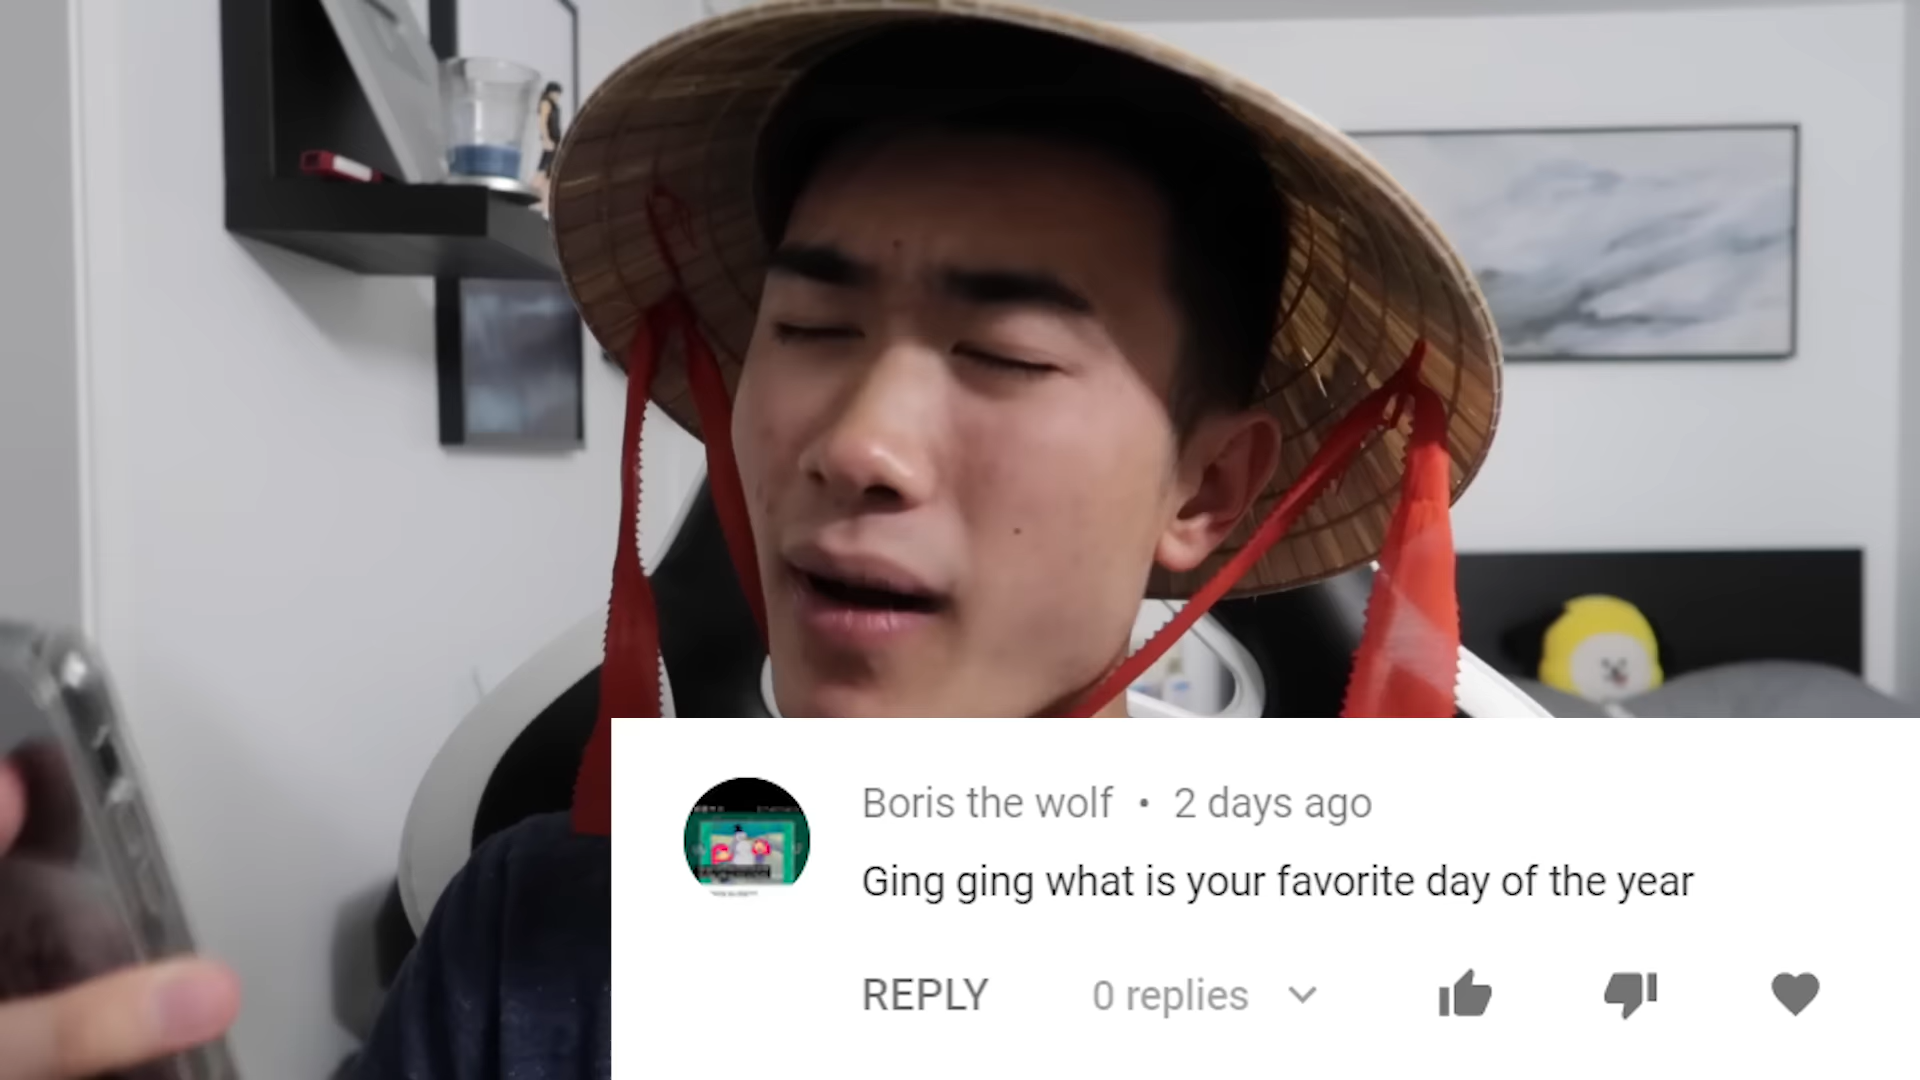 Boris the wolf • 2 days ago
Ging ging what is your favorite day of the year
REPLY 0 replies